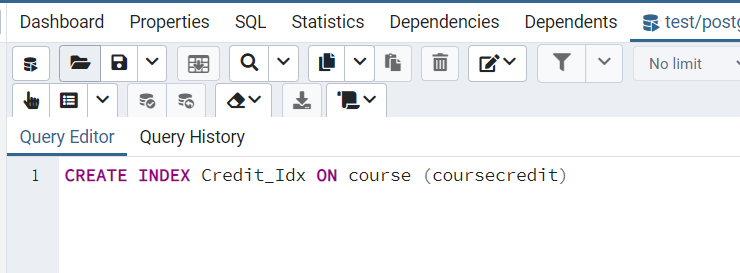 Dashboard Properties SQL Statistics Dependencies Dependents test/postg
No limit
Query Editor Query History
1 CREATE INDEX Credit_Idx ON course (coursecredit)